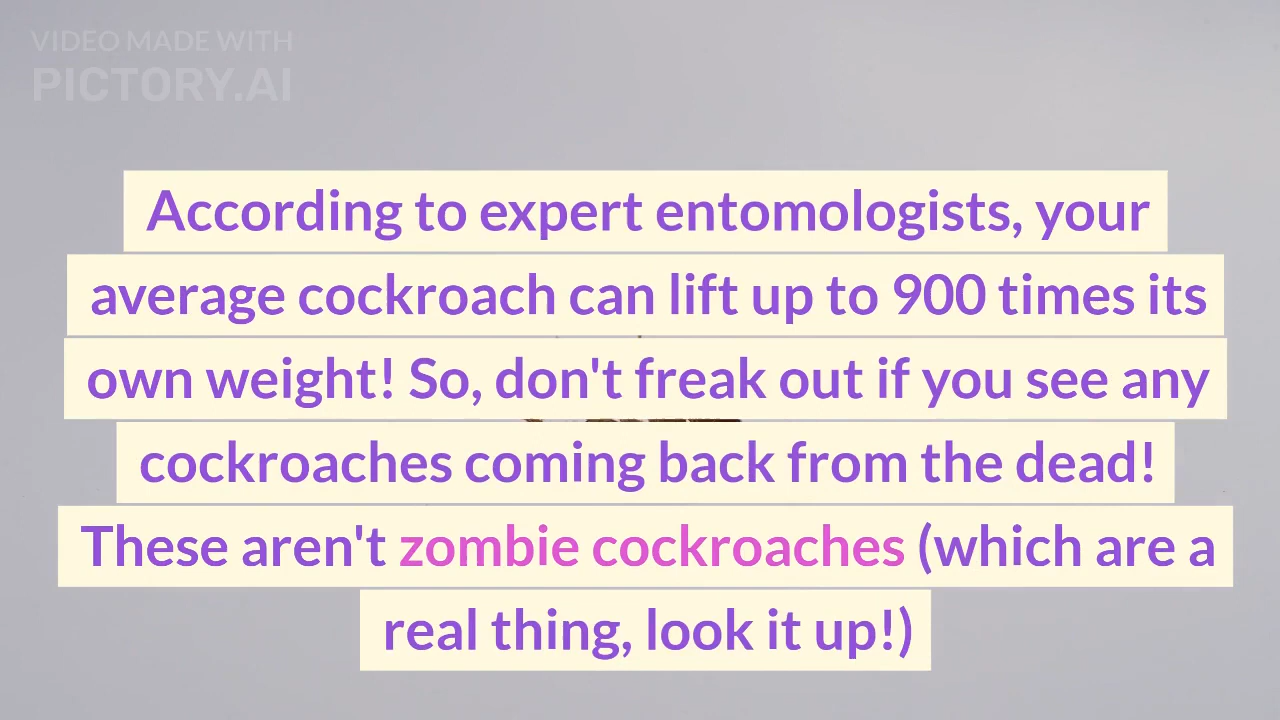 VIDEO MADE WITH
PICTORY.AI
According to expert entomologists, your
average cockroach can lift up to 900 times its
own weight! So, don't freak out if you see any
cockroaches coming back from the dead!
These aren't zombie cockroaches (which are a
real thing, look it up!)